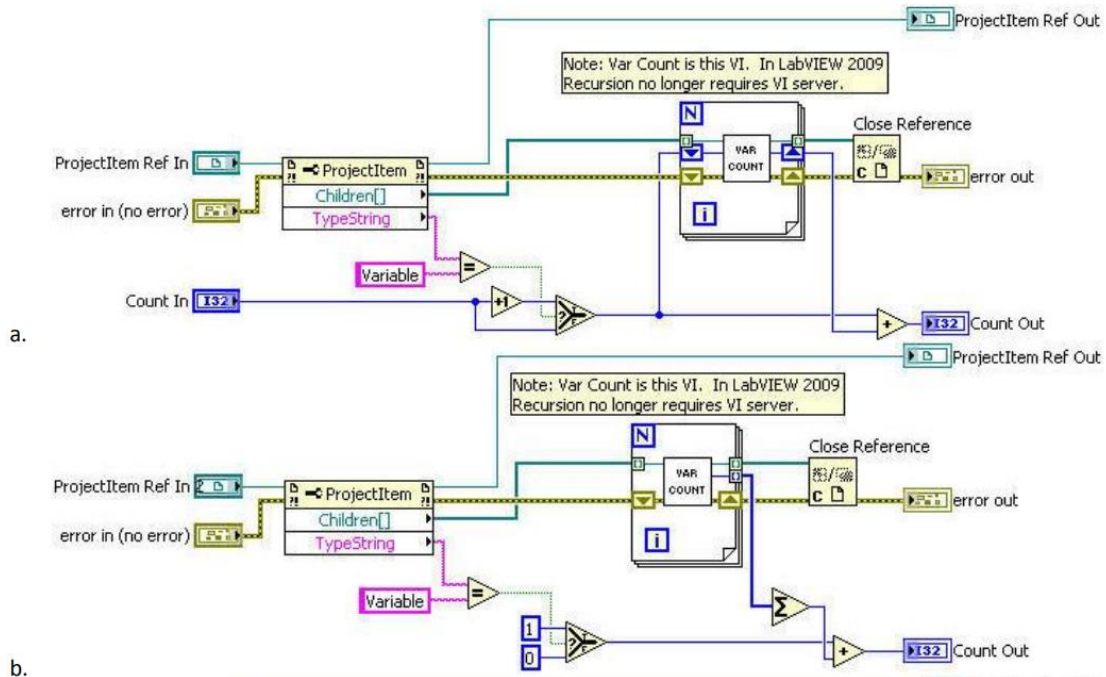 ProjectItem Ref Out
Note: Var Count is this VI. In LabVIEW 2009
Recursion no longer requires VI server.
N
Close Reference
ProjectItem Ref In
ProjectItem
VAR
COUNT
C
error out
Children[]
error in (no error)
TypeString
i
=
Variable
Count In
I32
+1
?
T
F
+
I32
Count Out
a.
ProjectItem Ref Out
Note: Var Count is this VI. In LabVIEW 2009
Recursion no longer requires VI server.
N
Close Reference
ProjectItem Ref In
ProjectItem
VAR
COUNT
C
error out
Children[]
error in (no error)
TypeString
i
=
Variable
Σ
1
?
T
F
0
+
I32
Count Out
b.